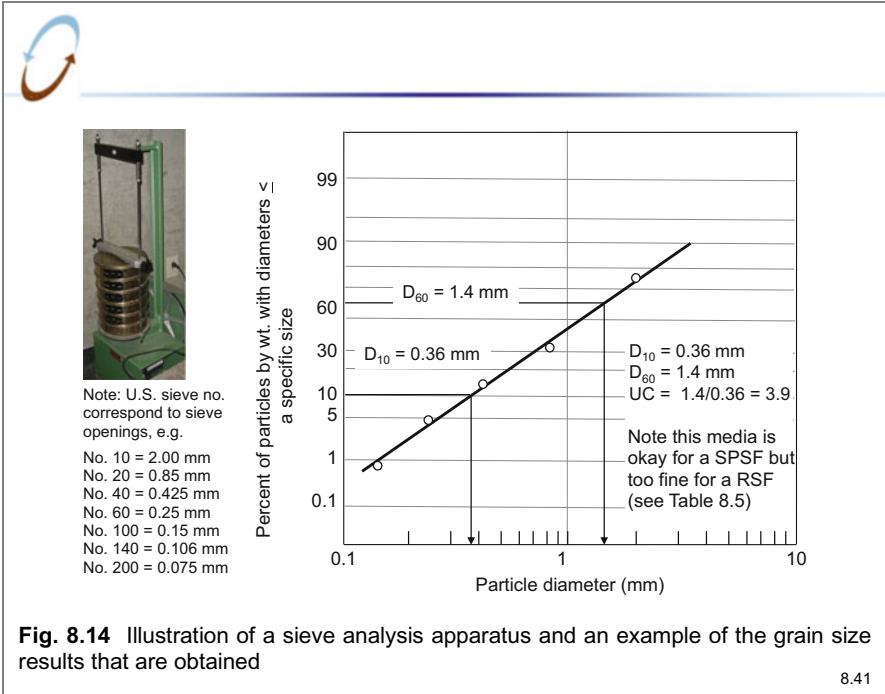 Note: U.S. sieve no.
correspond to sieve
openings, e.g.
No. 10 = 2.00 mm
No. 20 = 0.85 mm
No. 40 = 0.425 mm
No. 60 = 0.25 mm
No. 100 = 0.15 mm
No. 140 = 0.106 mm
No. 200 = 0.075 mm
Percent of particles by wt. with diameters ≤
a specific size
99
90
60
30
10
5
1
0.1
D60 = 1.4 mm
D10 = 0.36 mm
D10 = 0.36 mm
D60 = 1.4 mm
UC = 1.4/0.36 = 3.9
Note this media is
okay for a SPSF but
too fine for a RSF
(see Table 8.5)
0.1
1
10
Particle diameter (mm)
Fig. 8.14 Illustration of a sieve analysis apparatus and an example of the grain size
results that are obtained
8.41